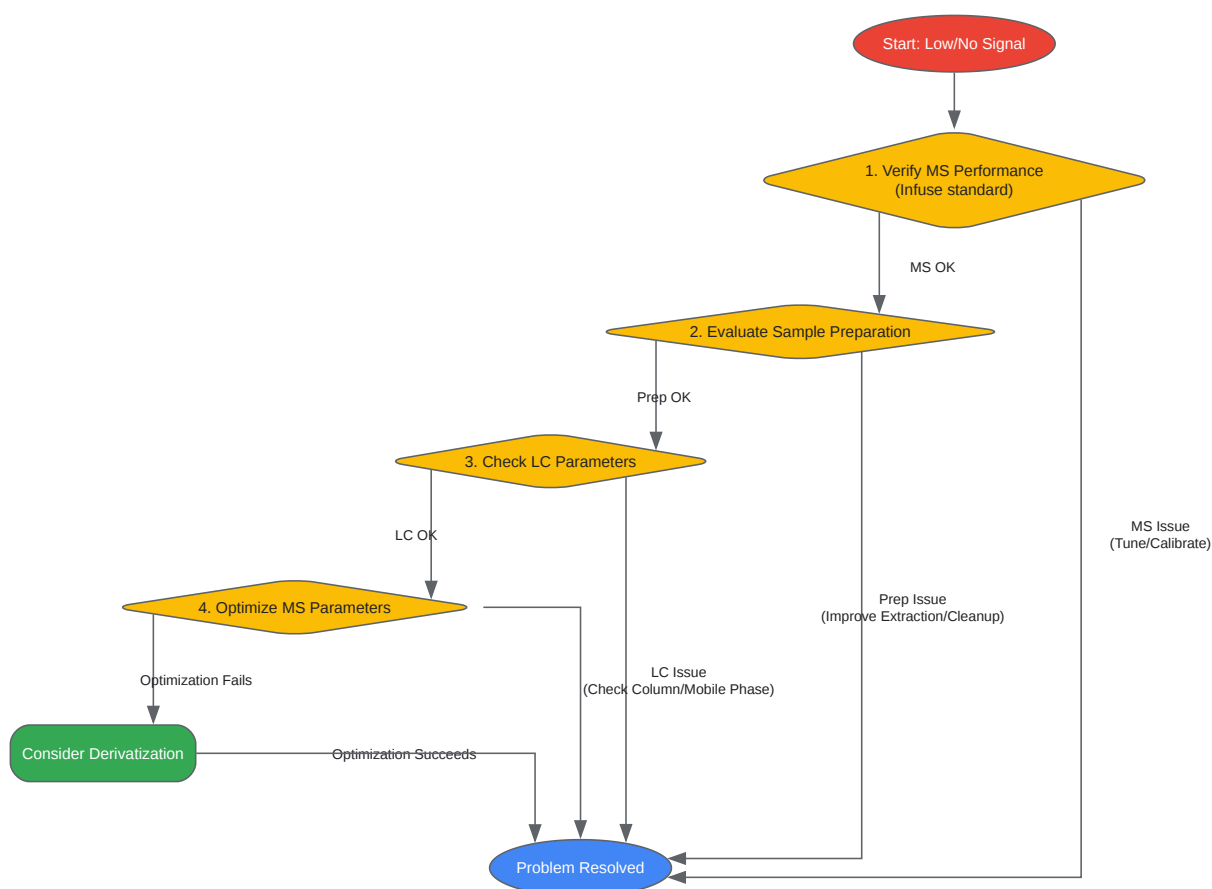 Start: Low/No Signal
1. Verify MS Performance
(Infuse standard)
MS OK
2. Evaluate Sample Preparation
Prep OK
3. Check LC Parameters
LC OK
MS Issue
(Tune/Calibrate)
4. Optimize MS Parameters
Prep Issue
(Improve Extraction/Cleanup)
Optimization Fails
LC Issue
(Check Column/Mobile Phase)
Consider Derivatization
Optimization Succeeds
Problem Resolved